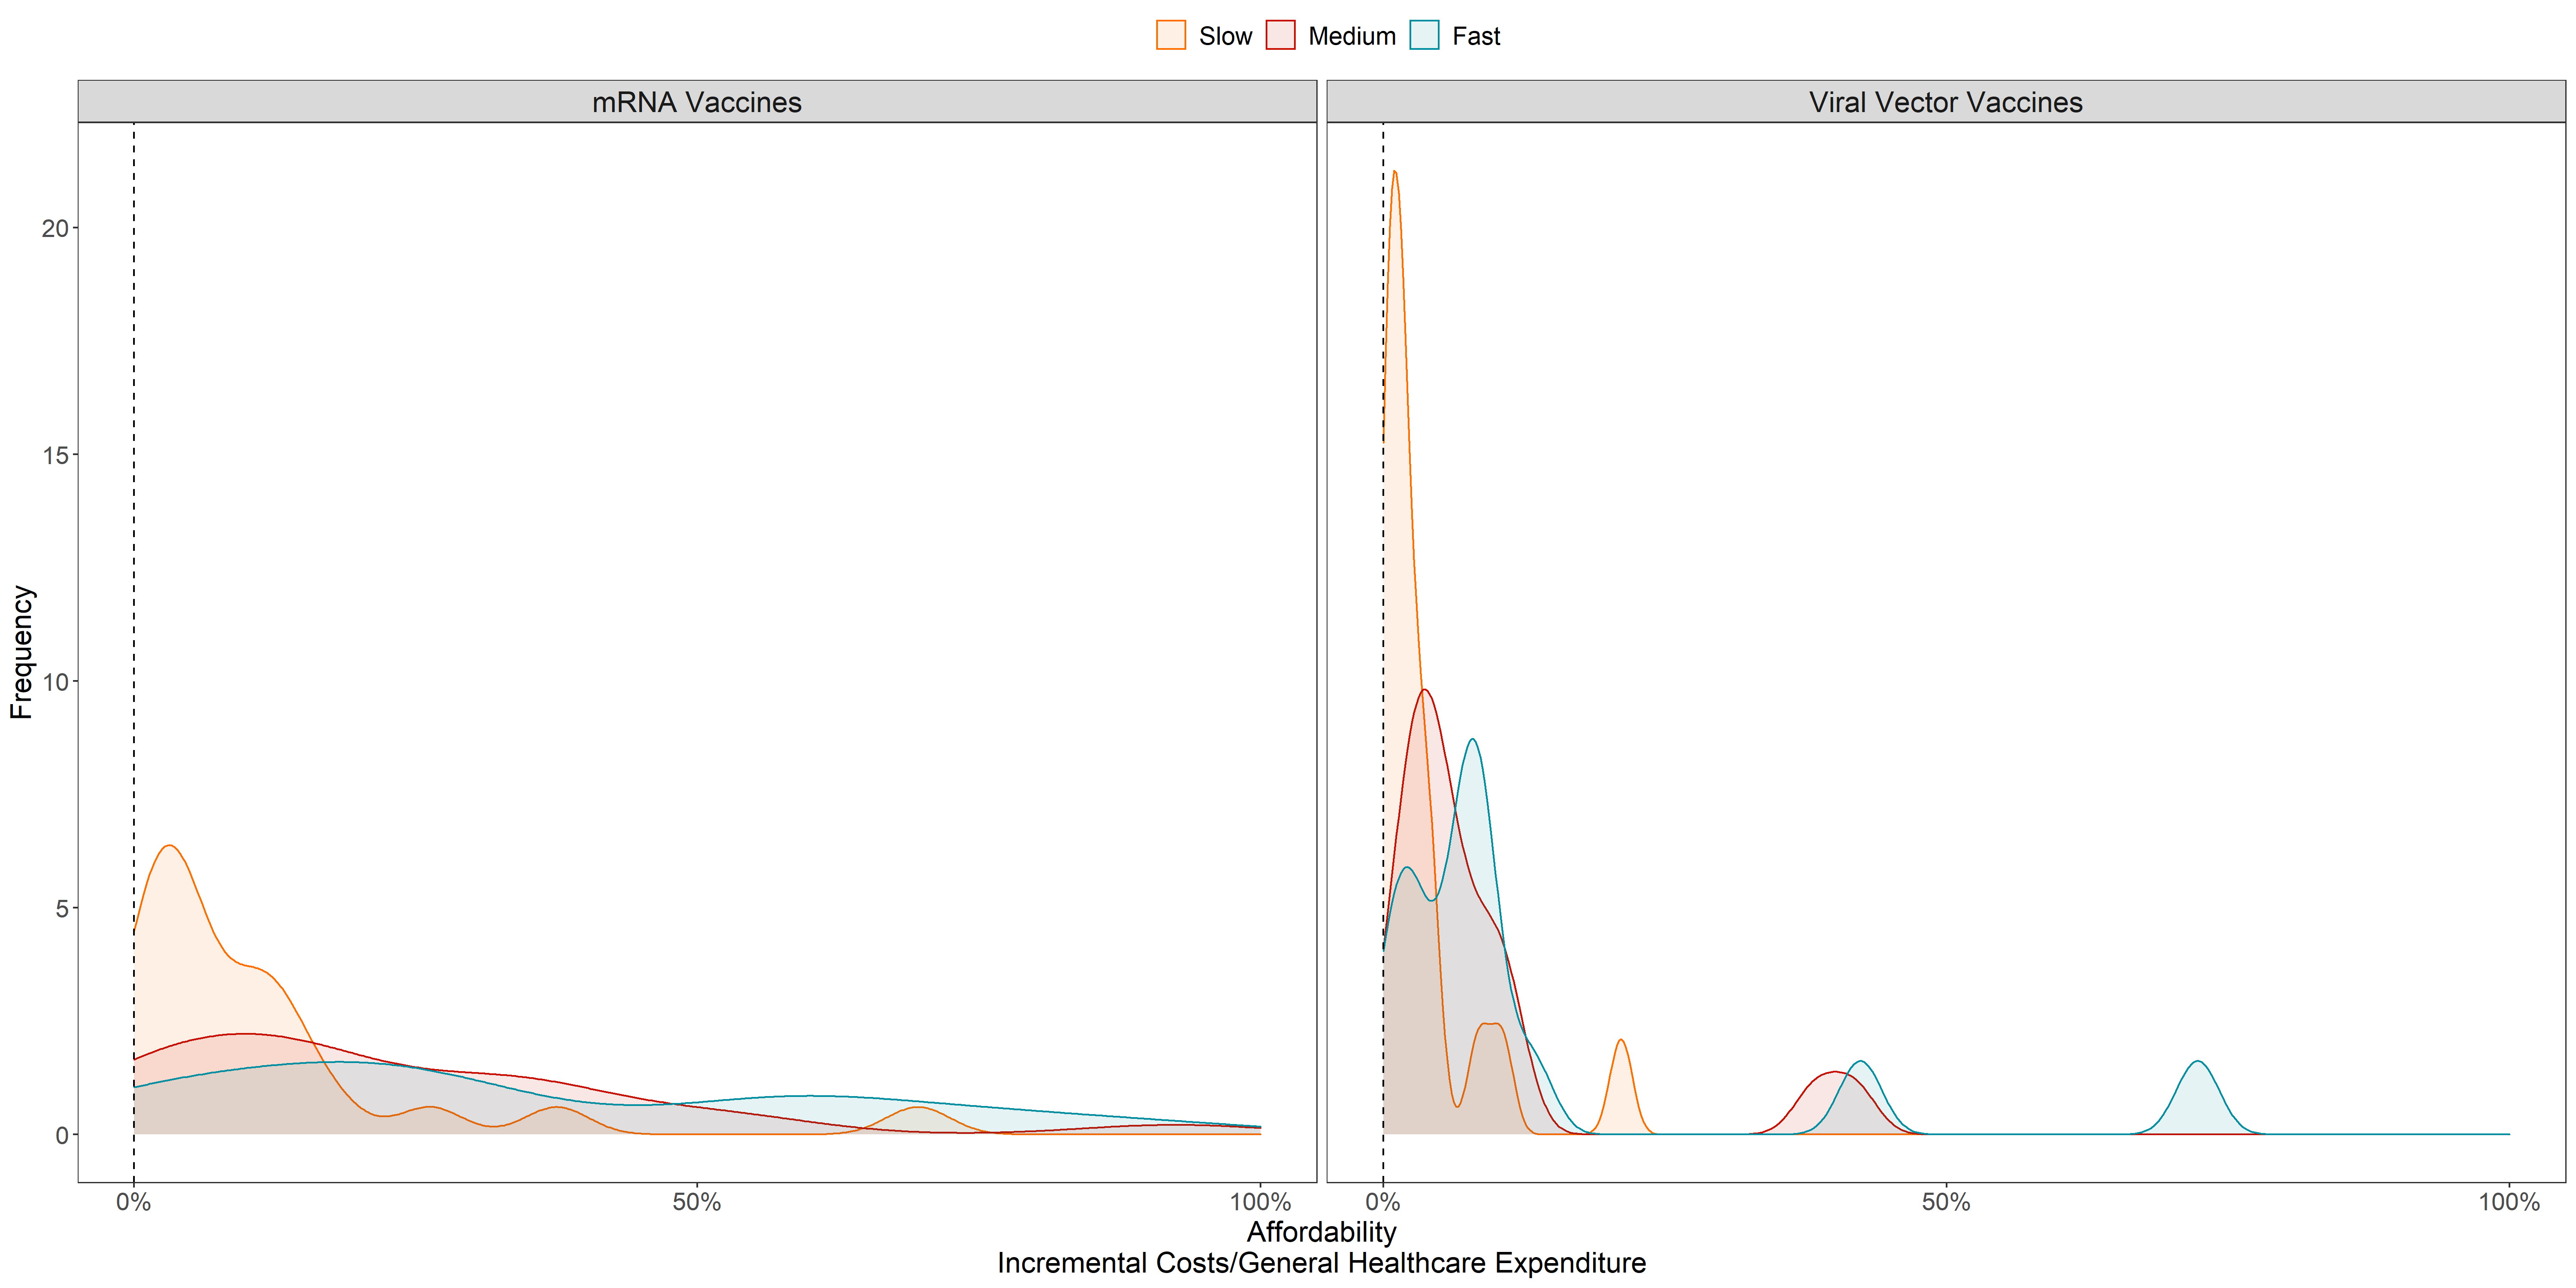 Slow Medium Fast
mRNA Vaccines Viral Vector Vaccines
20
15
10
5
0
Frequency
0% 50% 100% 0% 50% 100%
Affordability
Incremental Costs/General Healthcare Expenditure